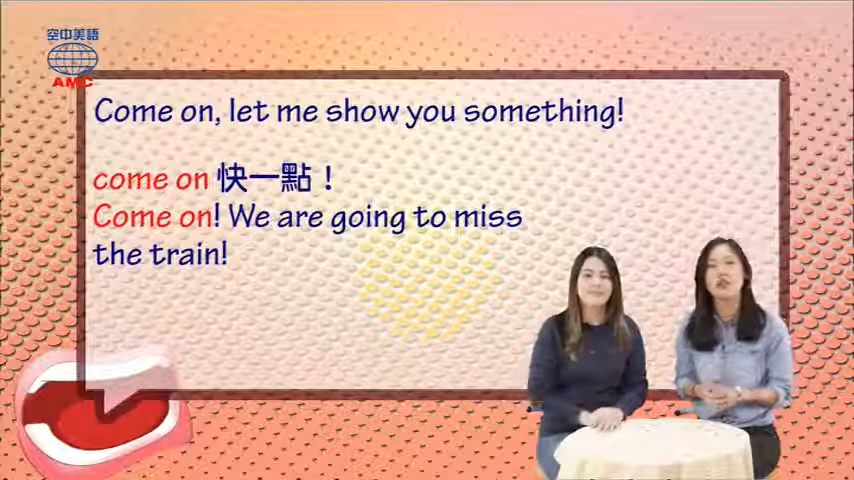 空中美語
AMC
Come on, let me show you something!
come on 快一點！
Come on! We are going to miss
the train!